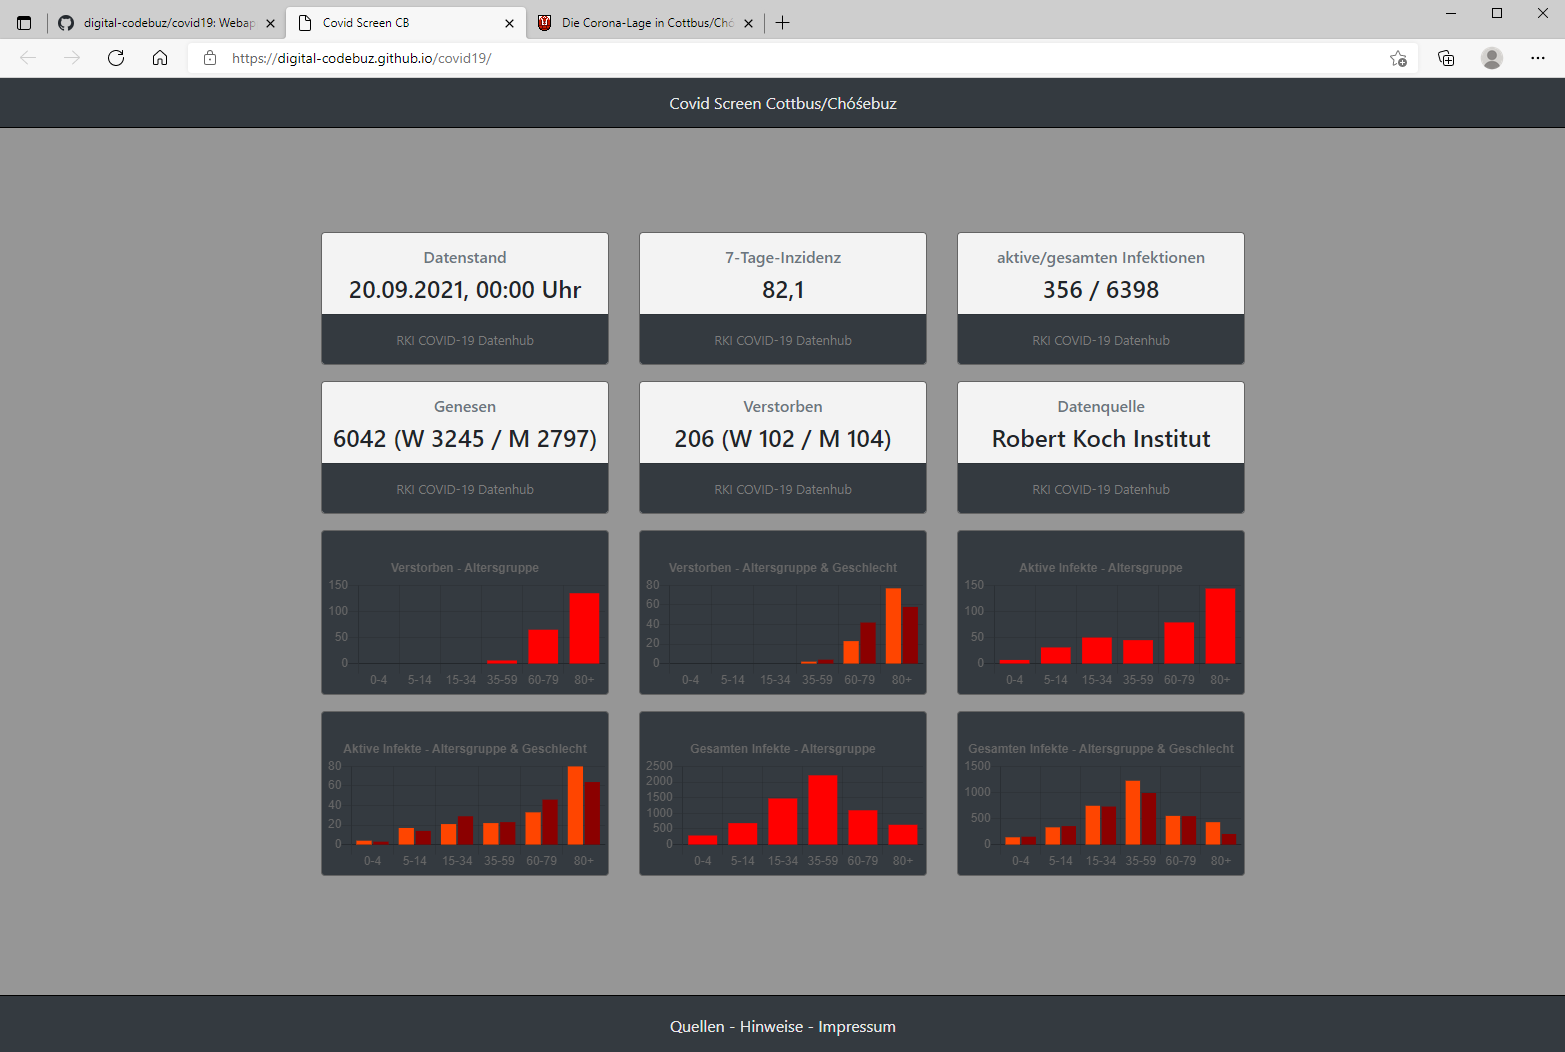 digital-codebuz/covid19: Webap
Covid Screen CB
Die Corona-Lage in Cottbus/Chó
https://digital-codebuz.github.io/covid19/
Covid Screen Cottbus/Chóśebuz
Datenstand
20.09.2021, 00:00 Uhr
RKI COVID-19 Datenhub
7-Tage-Inzidenz
82,1
RKI COVID-19 Datenhub
aktive/gesamten Infektionen
356 / 6398
RKI COVID-19 Datenhub
Genesen
6042 (W 3245 / M 2797)
RKI COVID-19 Datenhub
Verstorben
206 (W 102 / M 104)
RKI COVID-19 Datenhub
Datenquelle
Robert Koch Institut
RKI COVID-19 Datenhub
Verstorben - Altersgruppe
150
100
50
0
0-4 5-14 15-34 35-59 60-79 80+
Verstorben - Altersgruppe & Geschlecht
80
60
40
20
0
0-4 5-14 15-34 35-59 60-79 80+
Aktive Infekte - Altersgruppe
150
100
50
0
0-4 5-14 15-34 35-59 60-79 80+
Aktive Infekte - Altersgruppe & Geschlecht
80
60
40
20
0
0-4 5-14 15-34 35-59 60-79 80+
Gesamten Infekte - Altersgruppe
2500
2000
1500
1000
500
0
0-4 5-14 15-34 35-59 60-79 80+
Gesamten Infekte - Altersgruppe & Geschlecht
1500
1000
500
0
0-4 5-14 15-34 35-59 60-79 80+
Quellen - Hinweise - Impressum